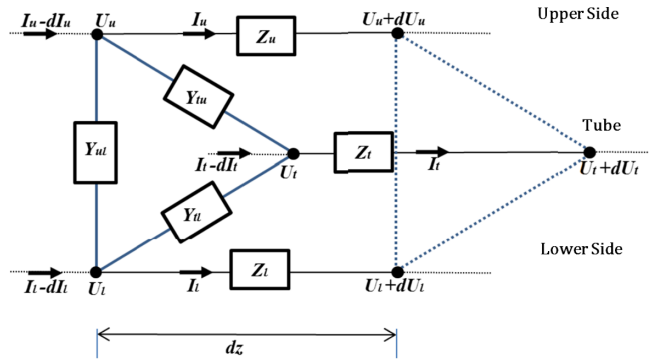 Upper Side
Iu-dIu
Uu
Iu
Zu
Uu+dUu
Ytu
Tube
Yul
It-dIt
Ut
Zt
It
Ut+dUt
Ytl
Lower Side
Il-dIl
Ul
Il
Zl
Ul+dUl
dz